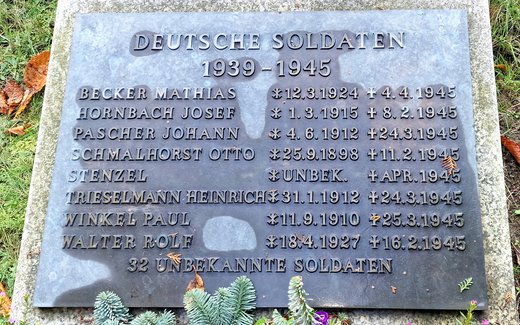 DEUTSCHE SOLDATEN
1939-1945
BECKER MATHIAS *12.3.1924 ✝4.4.1945
HORNBACH JOSEF * 1.3.1915 ✝8.2.1945
PASCHER JOHANN *4.6.1912 ✝24.3.1945
SCHMALHORST OTTO *25.9.1898 ✝11.2.1945
STENZEL *UNBEK. ✝APR.1945
TRIESELMANN HEINRICH *31.1.1912 ✝24.3.1945
WINKEL PAUL *11.9.1910 ✝25.3.1945
WALTER ROLF *18.4.1927 ✝16.2.1945
32 UNBEKANNTE SOLDATEN